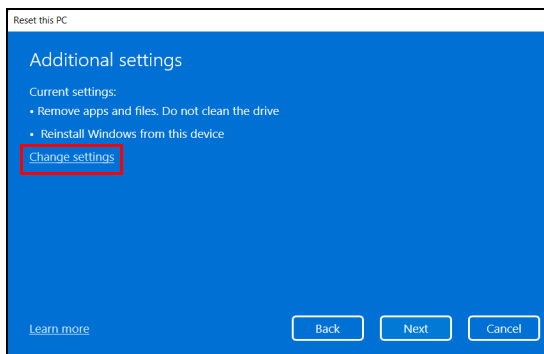 Reset this PC
Additional settings
Current settings:
• Remove apps and files. Do not clean the drive
• Reinstall Windows from this device
Change settings
Learn more
Back
Next
Cancel